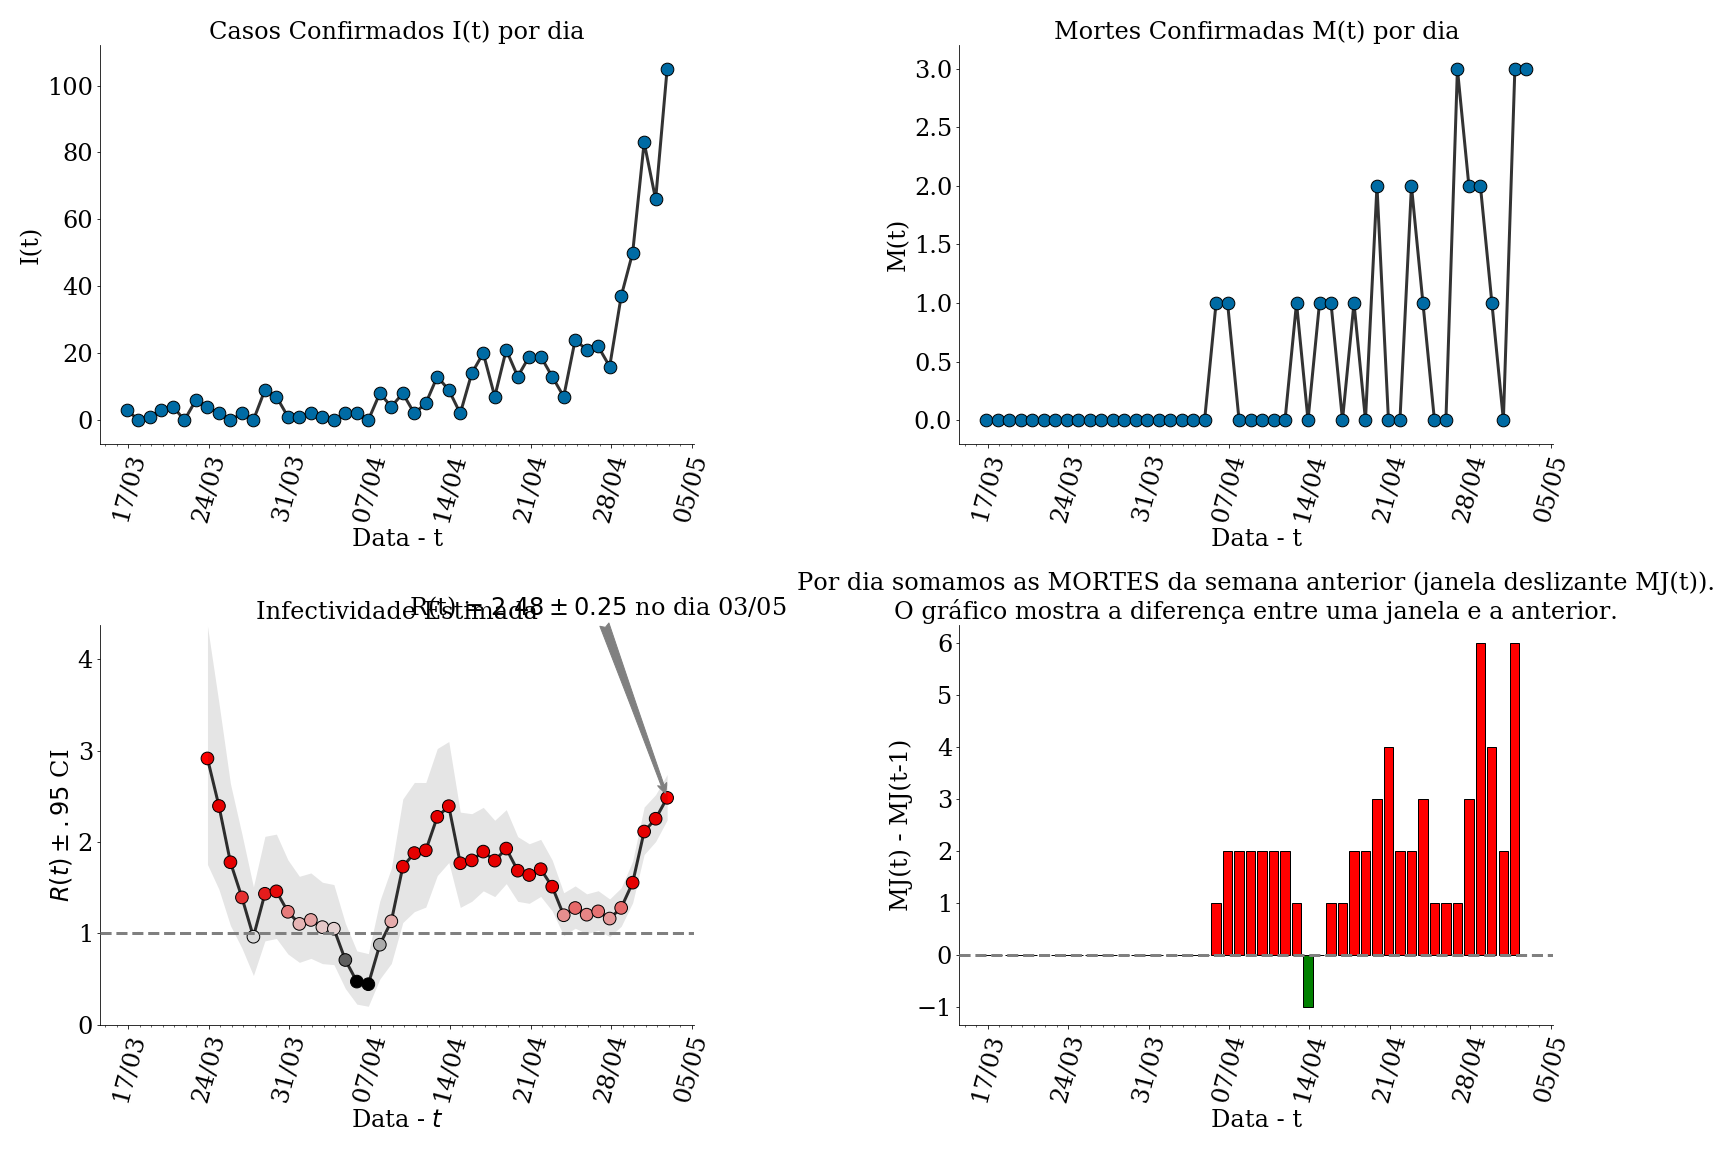 Casos Confirmados I(t) por dia
I(t)
100
80
60
40
20
0
17/03 24/03 31/03 07/04 14/04 21/04 28/04 05/05
Data - t
Mortes Confirmadas M(t) por dia
M(t)
3.0
2.5
2.0
1.5
1.0
0.5
0.0
17/03 24/03 31/03 07/04 14/04 21/04 28/04 05/05
Data - t
Infectividade Estimada
R(t) = 2.48 ± 0.25 no dia 03/05
R(t) ± .95 CI
4
3
2
1
0
17/03 24/03 31/03 07/04 14/04 21/04 28/04 05/05
Data - t
Por dia somamos as MORTES da semana anterior (janela deslizante MJ(t)).
O gráfico mostra a diferença entre uma janela e a anterior.
MJ(t) - MJ(t-1)
6
5
4
3
2
1
0
−1
17/03 24/03 31/03 07/04 14/04 21/04 28/04 05/05
Data - t